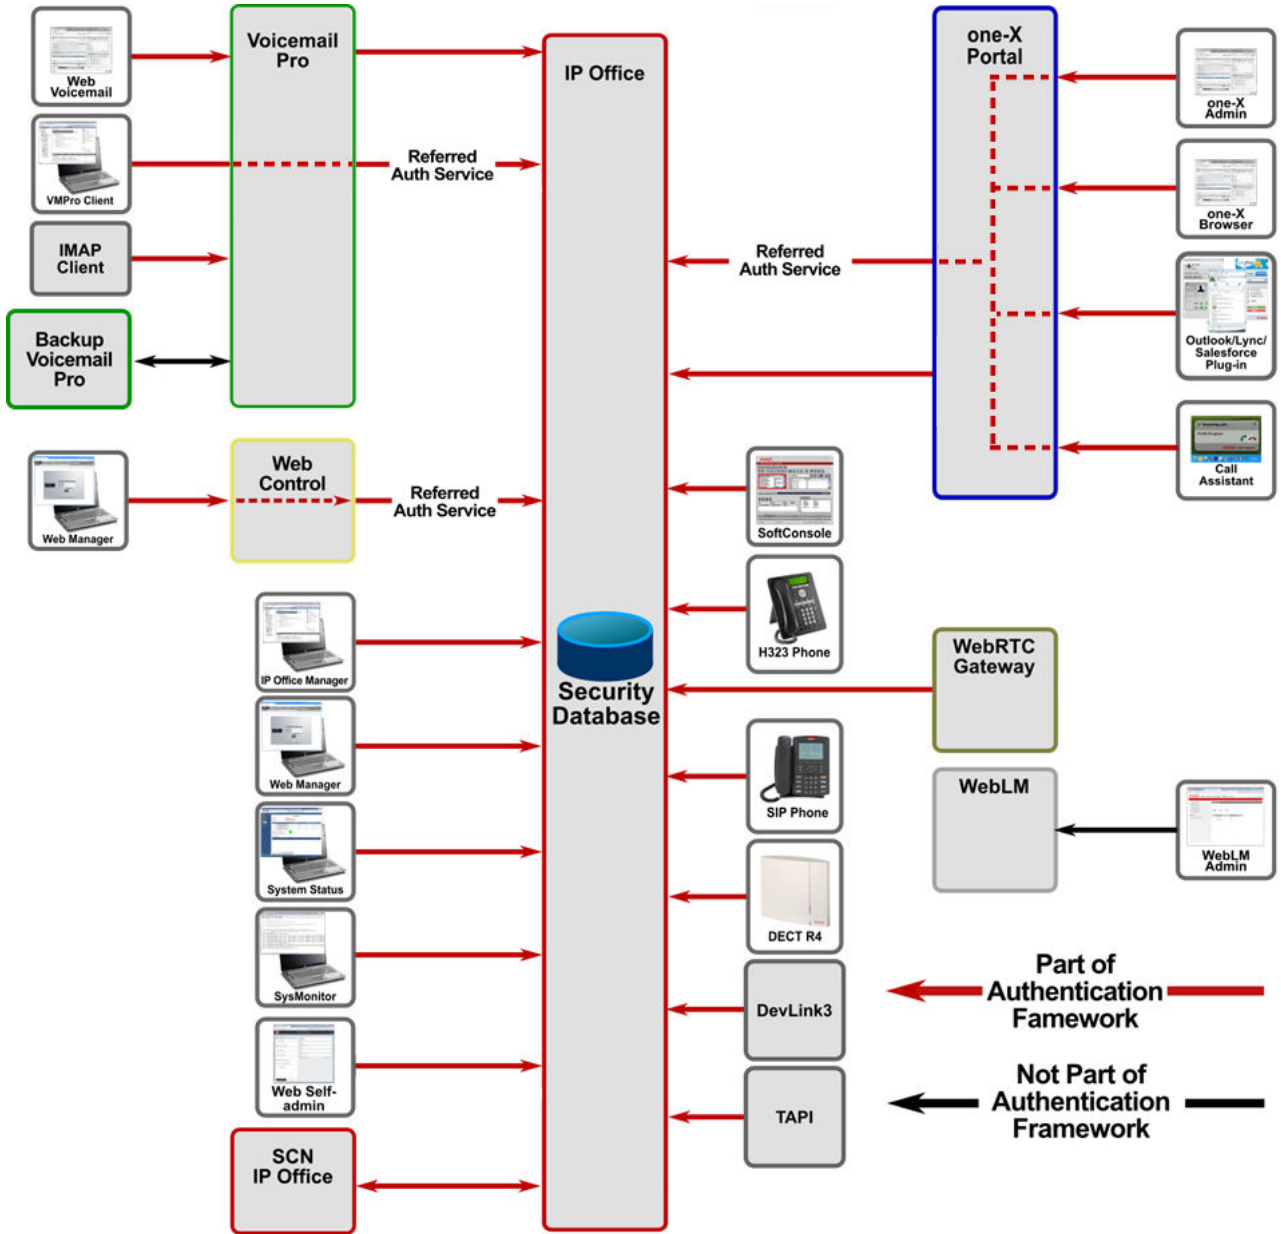 Web
Voicemail
VMPro Client
IMAP
Client
Backup
Voicemail
Pro
Voicemail
Pro
Referred
Auth Service
IP Office
one-X
Portal
Referred
Auth Service
one-X
Admin
one-X
Browser
Outlook/Lync/
Salesforce
Plug-in
Call
Assistant
Web Manager
Web
Control
Referred
Auth Service
IP Office Manager
Web Manager
System Status
SysMonitor
Web Self-
admin
SCN
IP Office
Security
Database
SoftConsole
H323 Phone
SIP Phone
DECT R4
DevLink3
TAPI
WebRTC
Gateway
WebLM
WebLM
Admin
Part of
Authentication
Famework
Not Part of
Authentication
Framework